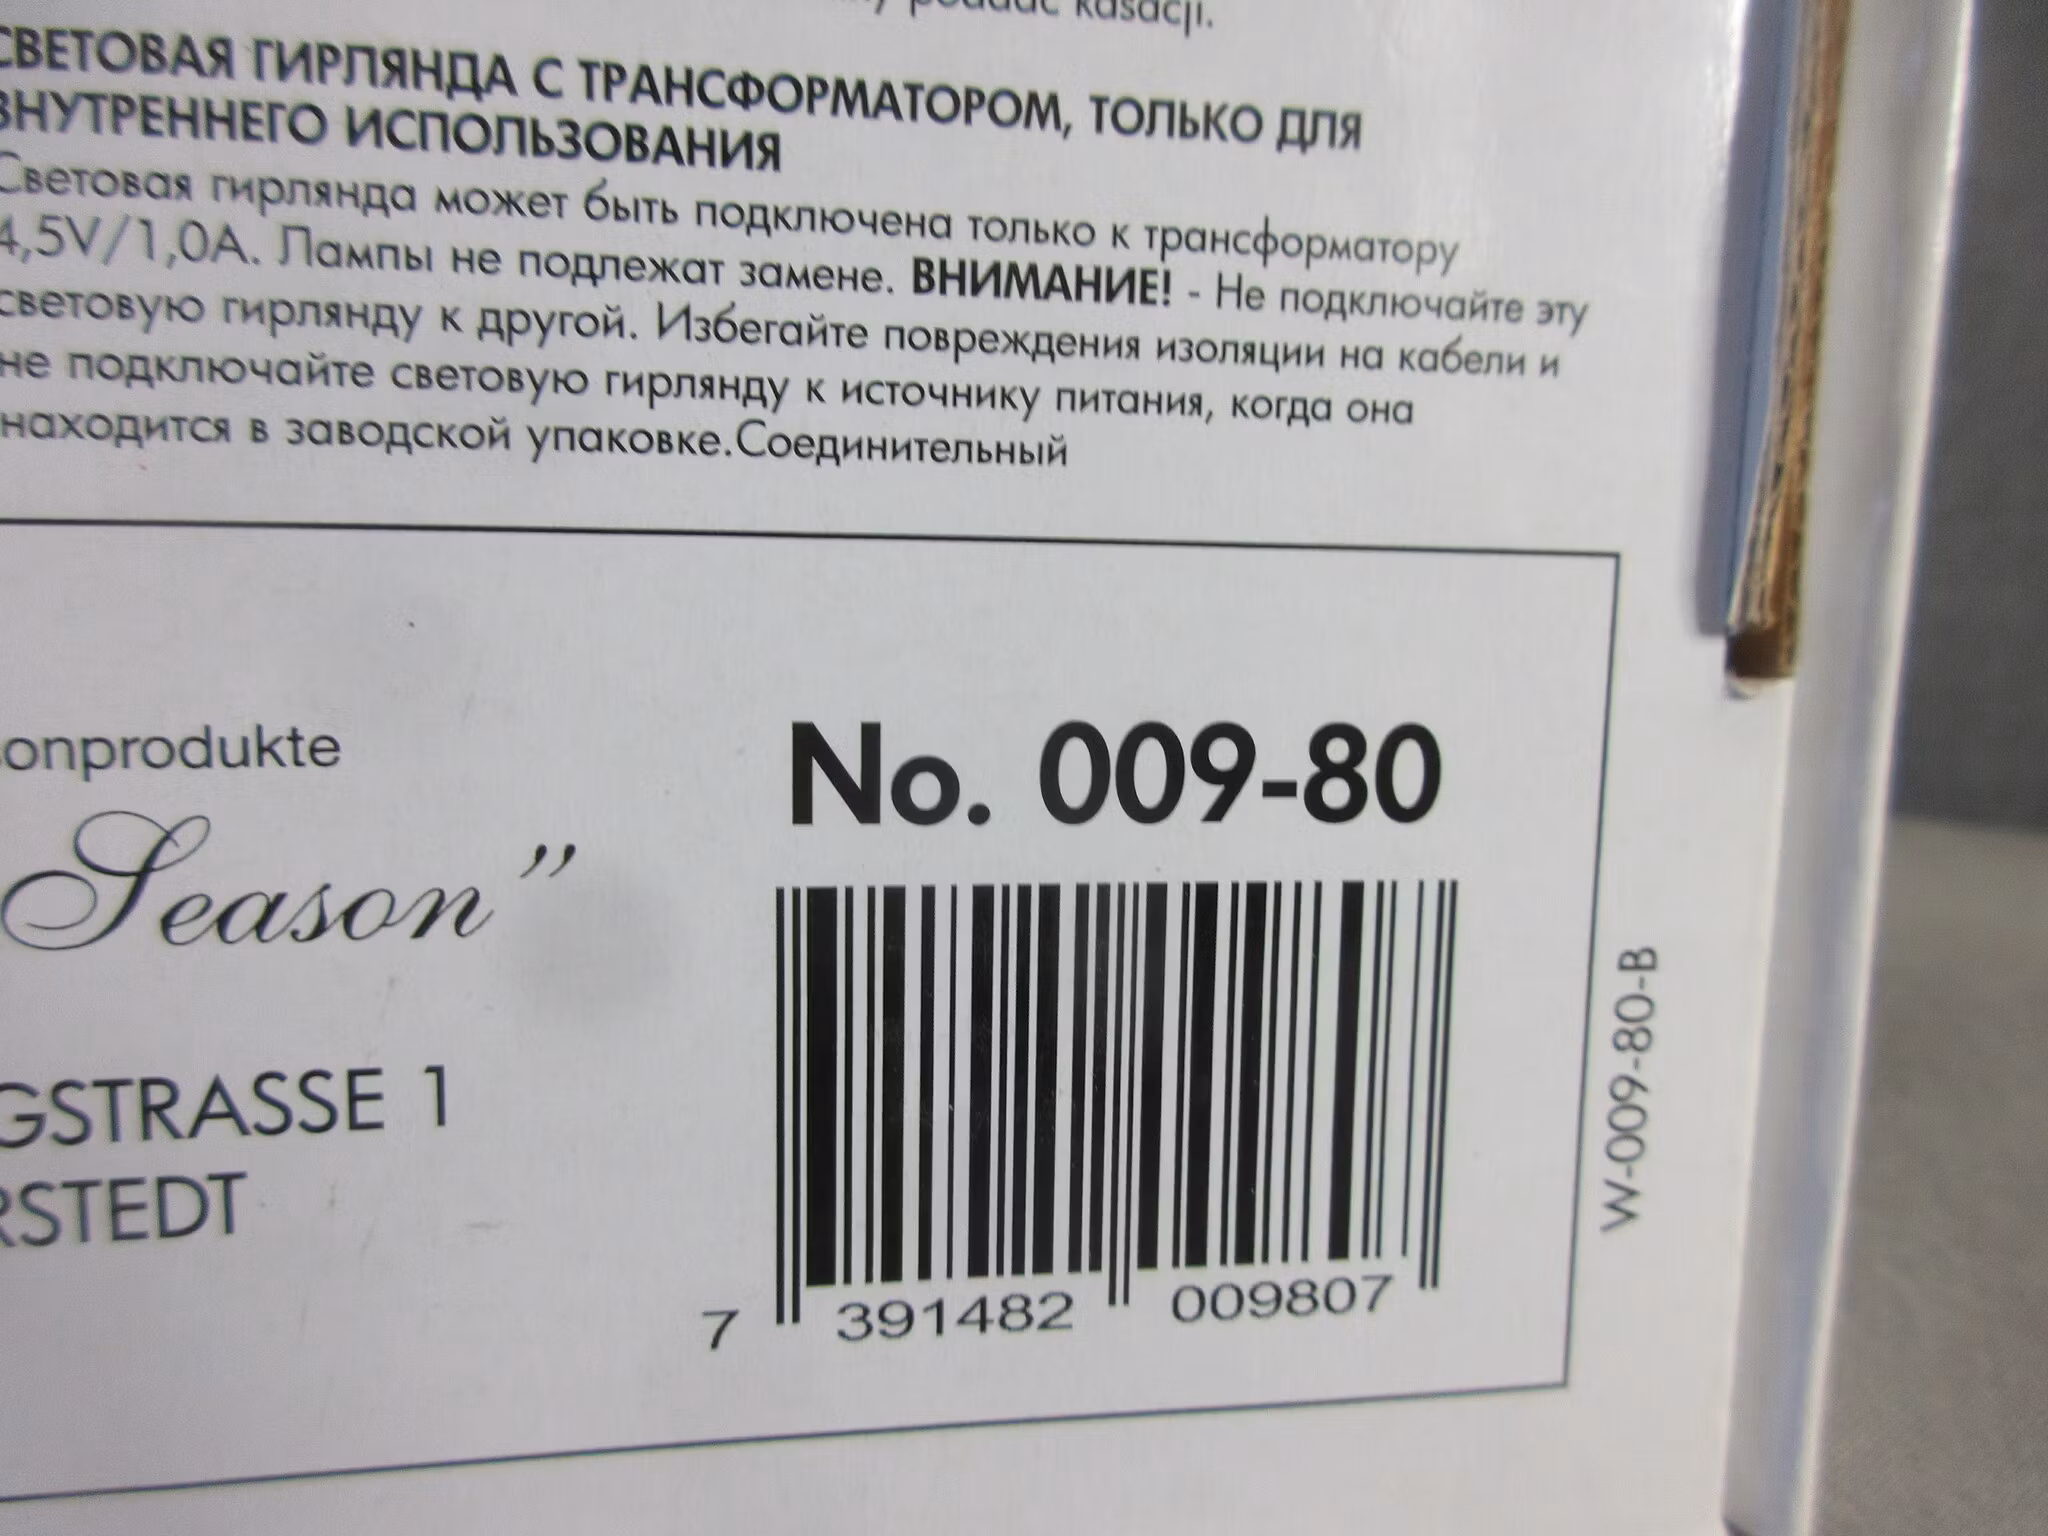 kasacji.
СВЕТОВАЯ ГИРЛЯНДА С ТРАНСФОРМАТОРОМ, ТОЛЬКО ДЛЯ
ВНУТРЕННЕГО ИСПОЛЬЗОВАНИЯ
Световая гирлянда может быть подключена только к трансформатору
4,5V/1,0A. Лампы не подлежат замене. ВНИМАНИЕ! - Не подключайте эту
световую гирлянду к другой. Избегайте повреждения изоляции на кабели и
не подключайте световую гирлянду к источнику питания, когда она
находится в заводской упаковке.Соединительный
onprodukte
Season”
GSTRASSE 1
RSTEDT
No. 009-80
7 391482 009807
W-009-80-B